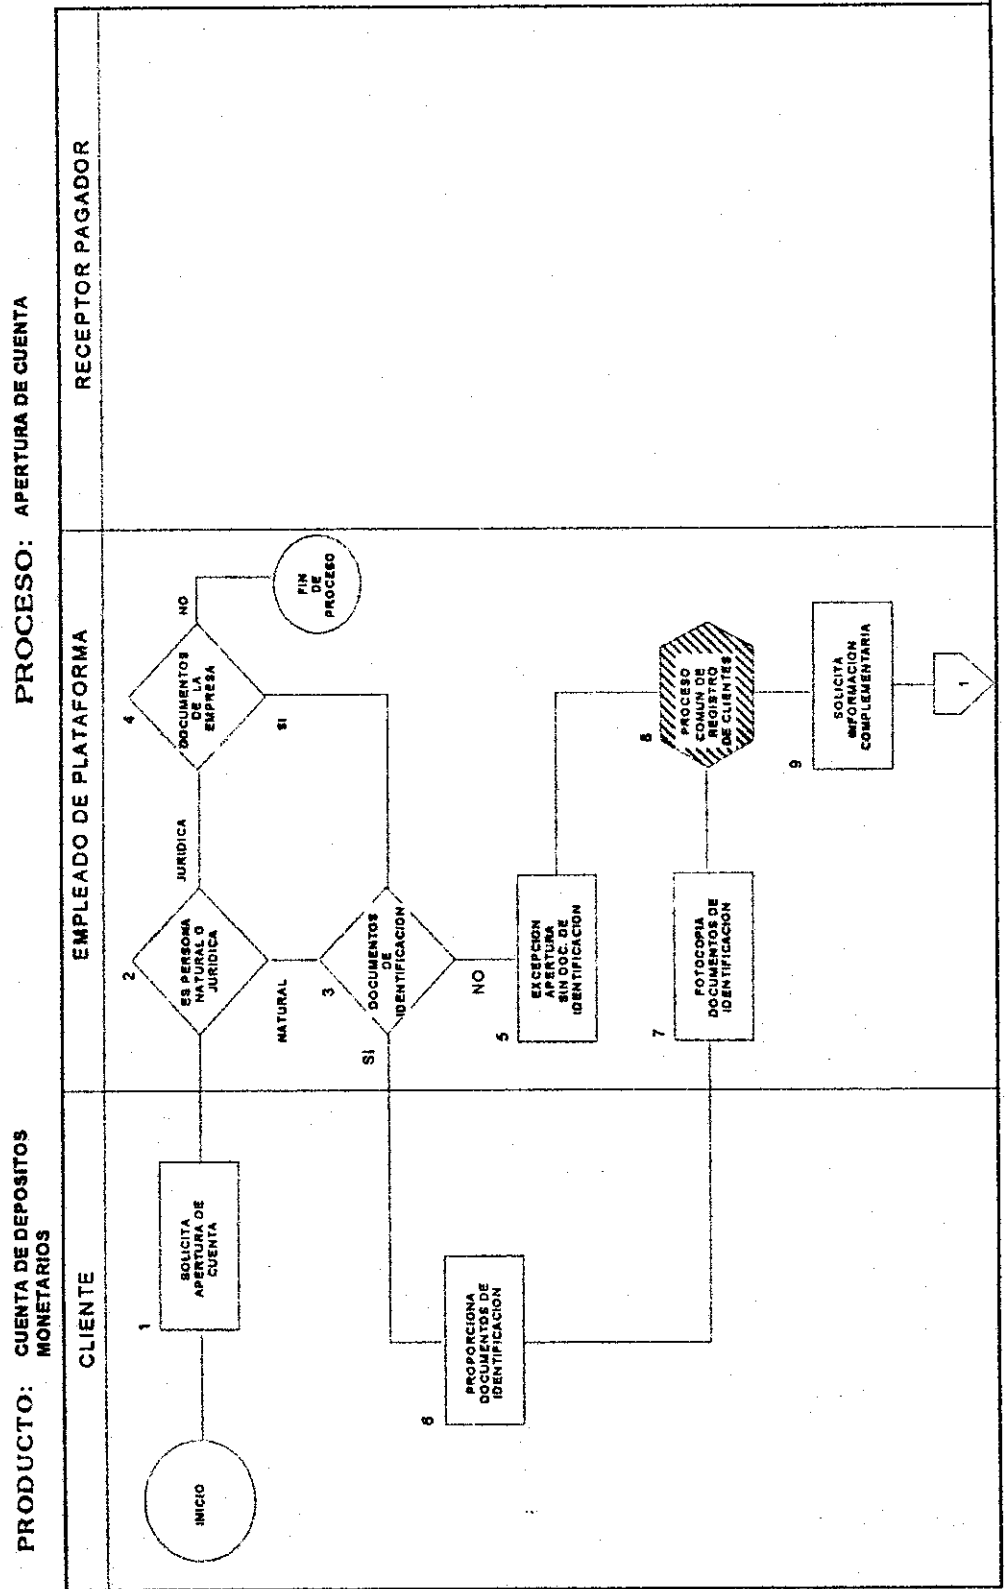 PRODUCTO: CUENTA DE DEPOSITOS
MONETARIOS
PROCESO: APERTURA DE CUENTA
CLIENTE
EMPLEADO DE PLATAFORMA
RECEPTOR PAGADOR
INICIO
1
SOLICITA
APERTURA DE
CUENTA
2
ES PERSONA
NATURAL O
JURIDICA
JURIDICA
NATURAL
4
DOCUMENTOS
DE LA
EMPRESA
NO
SI
FIN
DE
PROCESO
3
DOCUMENTOS
DE
IDENTIFICACION
SI
NO
5
EXCEPCION
APERTURA
SIN DOC. DE
IDENTIFICACION
6
PROPORCIONA
DOCUMENTOS DE
IDENTIFICACION
7
FOTOCOPIA
DOCUMENTOS DE
IDENTIFICACION
8
PROCESO
COMUN DE
REGISTRO
DE CLIENTES
9
SOLICITA
INFORMACION
COMPLEMENTARIA
1